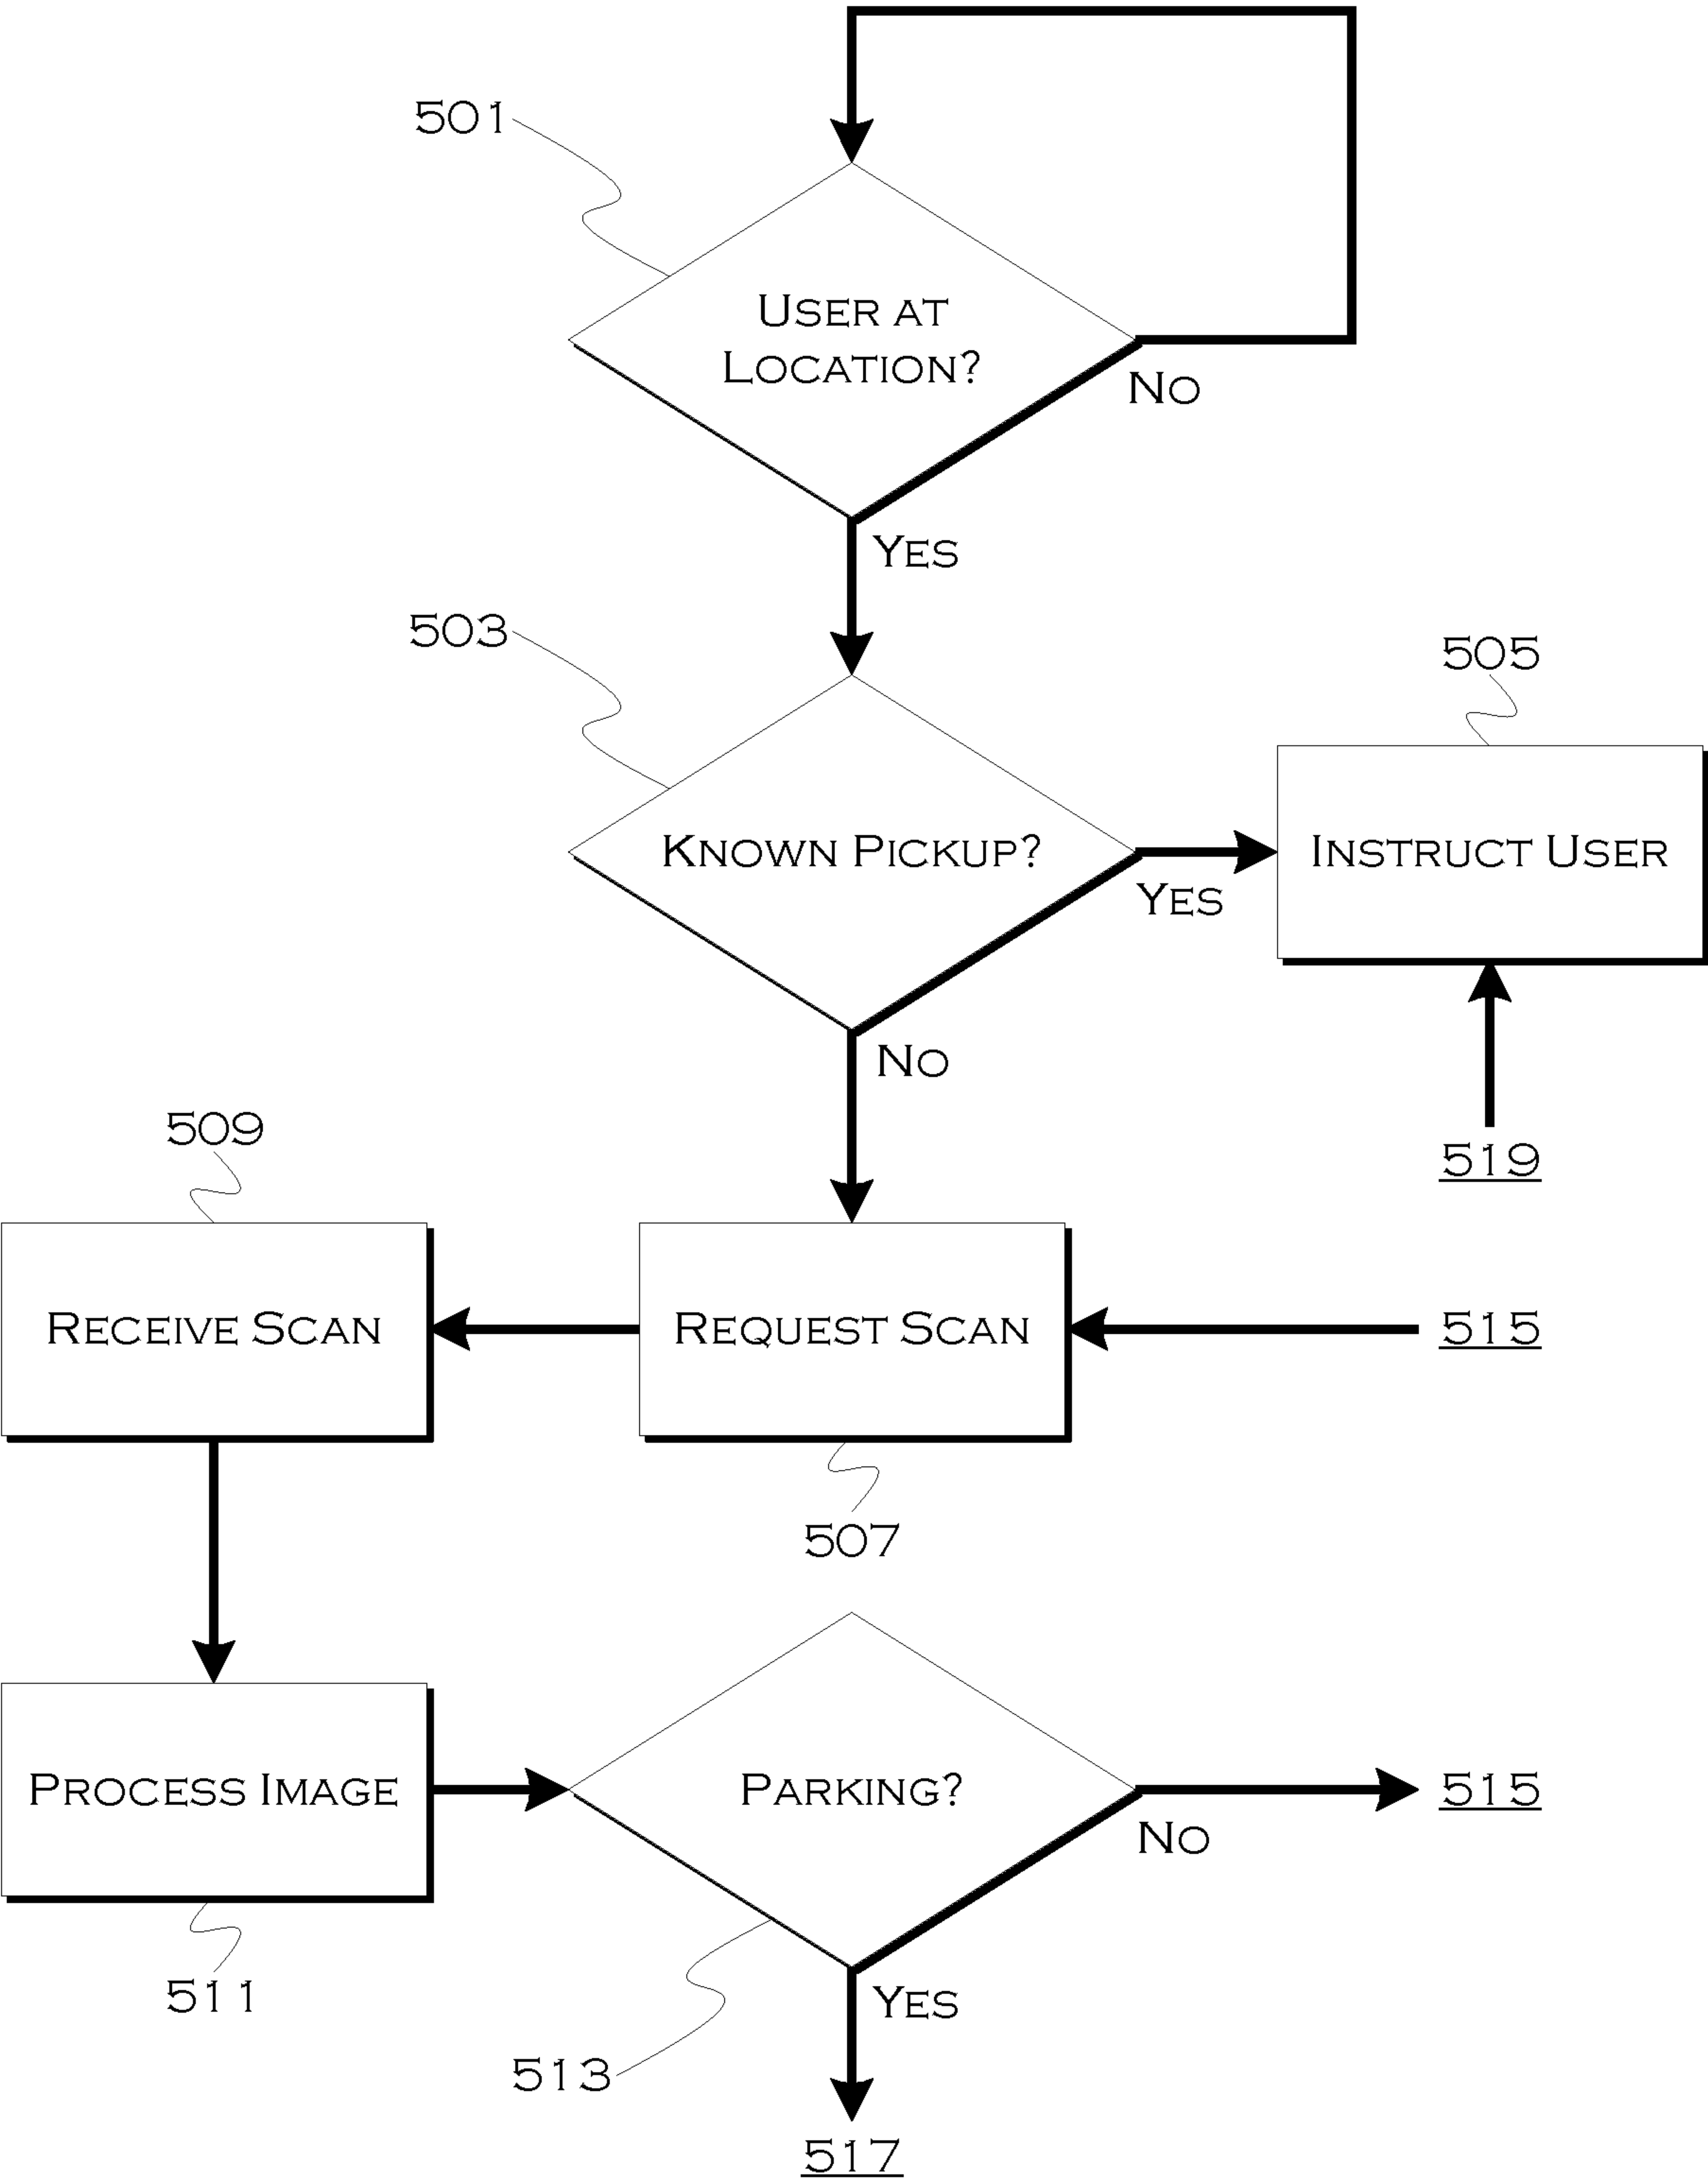 501
USER AT
LOCATION?
NO
YES
503
505
KNOWN PICKUP?
INSTRUCT USER
YES
NO
509
519
RECEIVE SCAN
REQUEST SCAN
515
507
PROCESS IMAGE
PARKING?
515
NO
511
YES
513
517